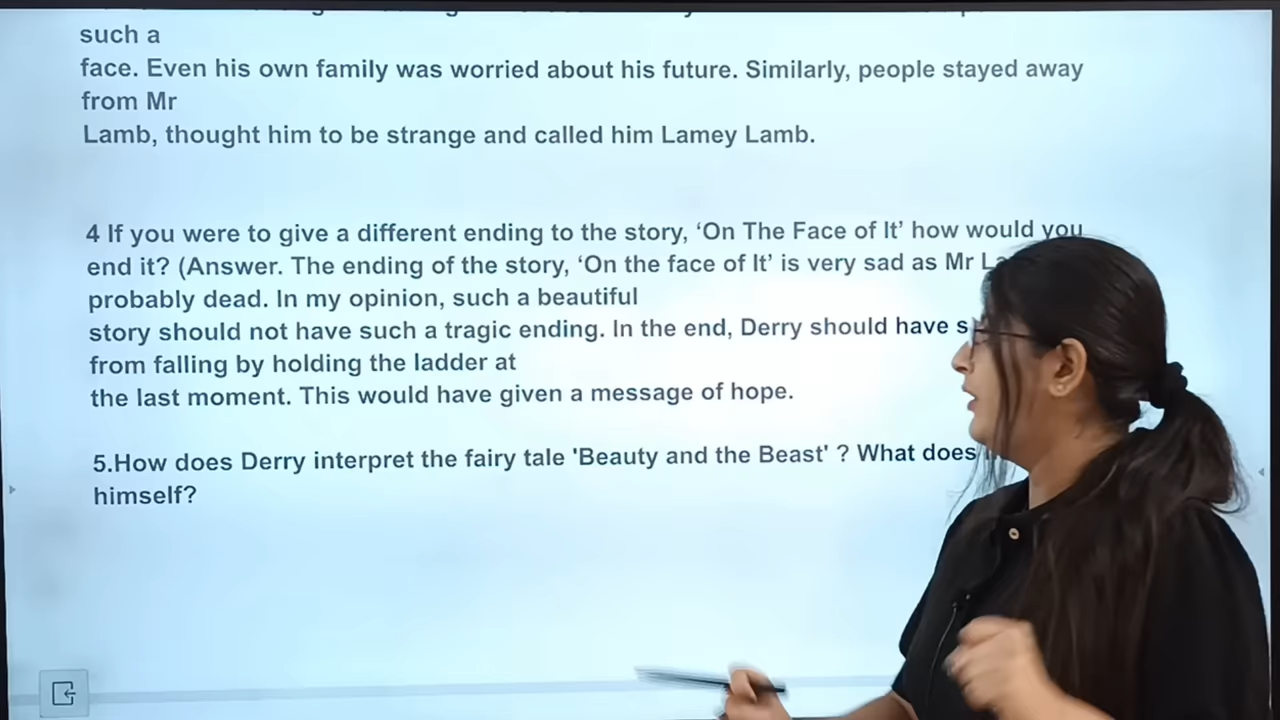 such a
face. Even his own family was worried about his future. Similarly, people stayed away
from Mr
Lamb, thought him to be strange and called him Lamey Lamb.
4 If you were to give a different ending to the story, ‘On The Face of It’ how would you
end it? (Answer. The ending of the story, ‘On the face of It’ is very sad as Mr
probably dead. In my opinion, such a beautiful
story should not have such a tragic ending. In the end, Derry should have
from falling by holding the ladder at
the last moment. This would have given a message of hope.
5.How does Derry interpret the fairy tale 'Beauty and the Beast' ? What does
himself?